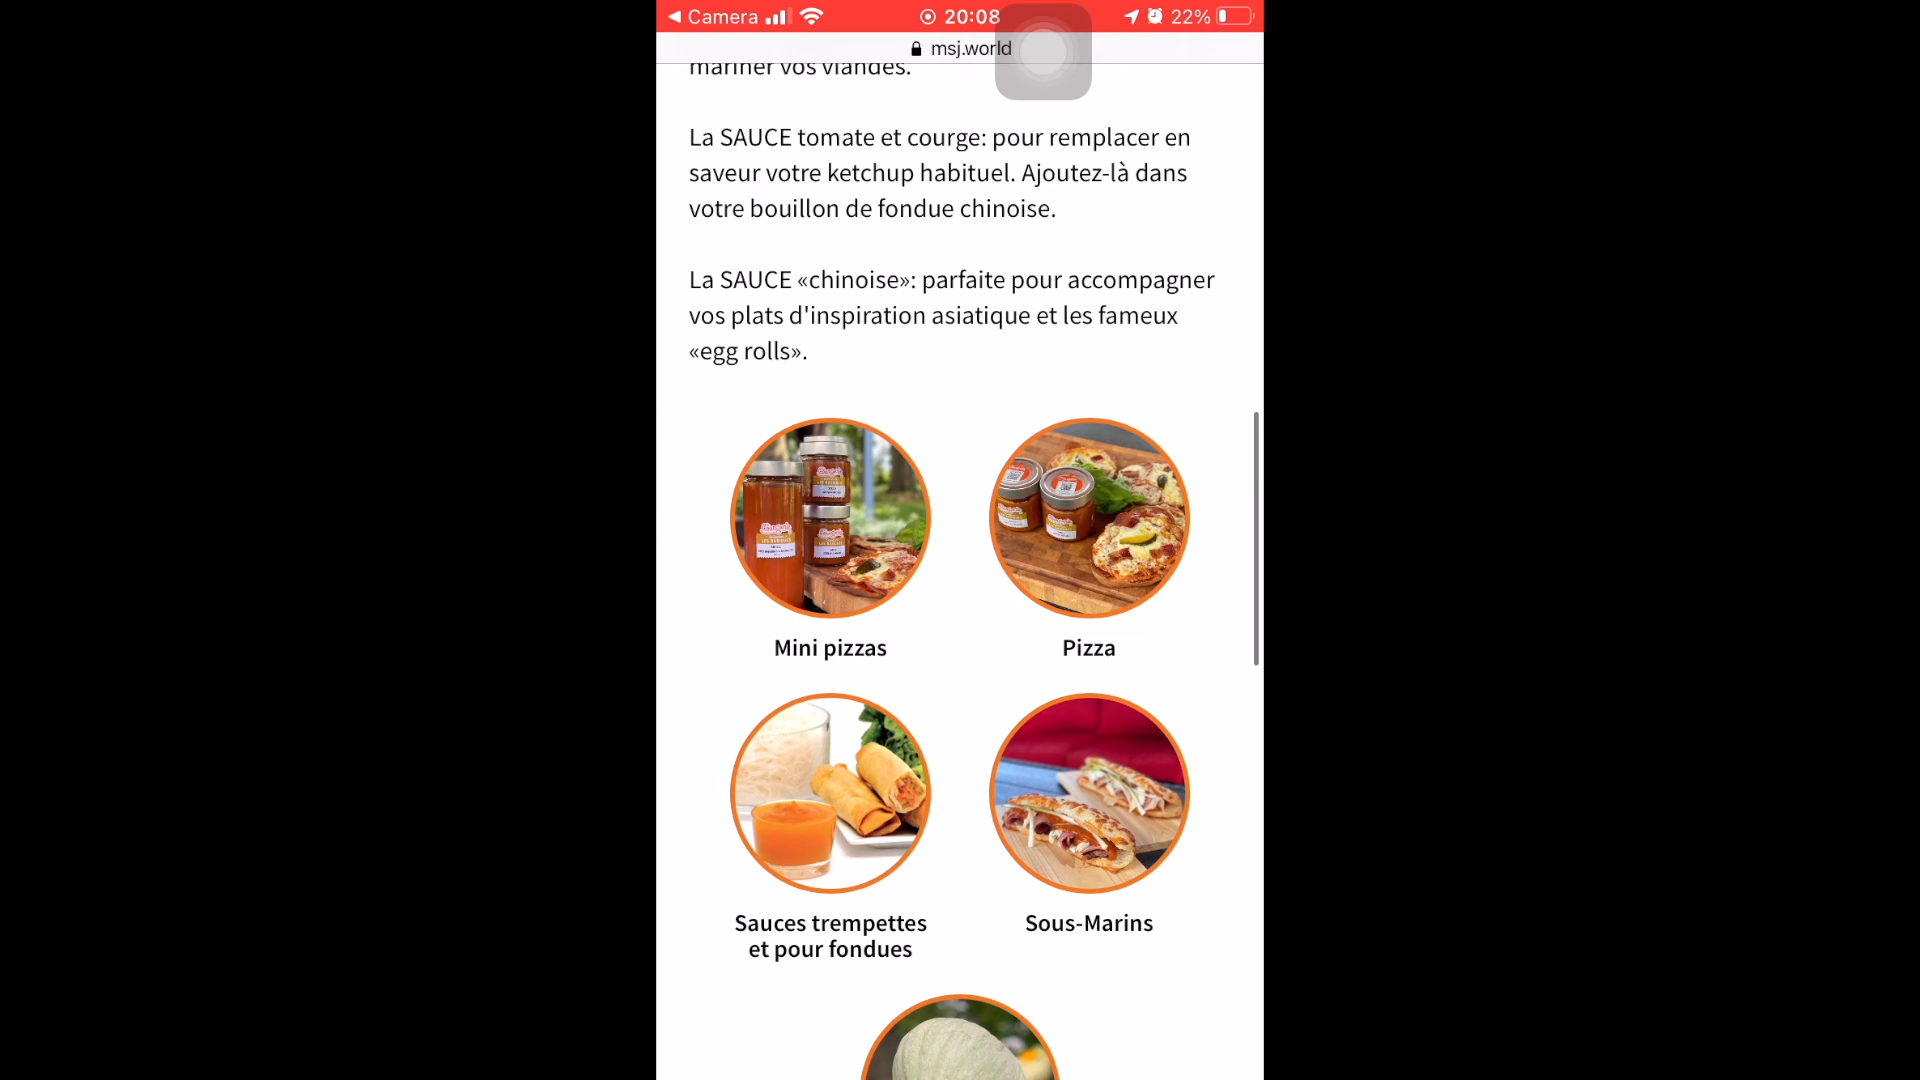 Camera 20:08 22%
msj.world
mariner vos viandes.
La SAUCE tomate et courge: pour remplacer en
saveur votre ketchup habituel. Ajoutez-là dans
votre bouillon de fondue chinoise.
La SAUCE «chinoise»: parfaite pour accompagner
vos plats d'inspiration asiatique et les fameux
«egg rolls».
Mini pizzas
Pizza
Sauces trempettes
et pour fondues
Sous-Marins